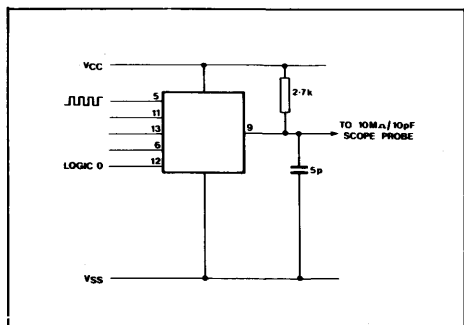 VCC
2·7k
5
11
13
6
LOGIC 0 12
9
TO 10MΩ/10pF
SCOPE PROBE
5p
VSS